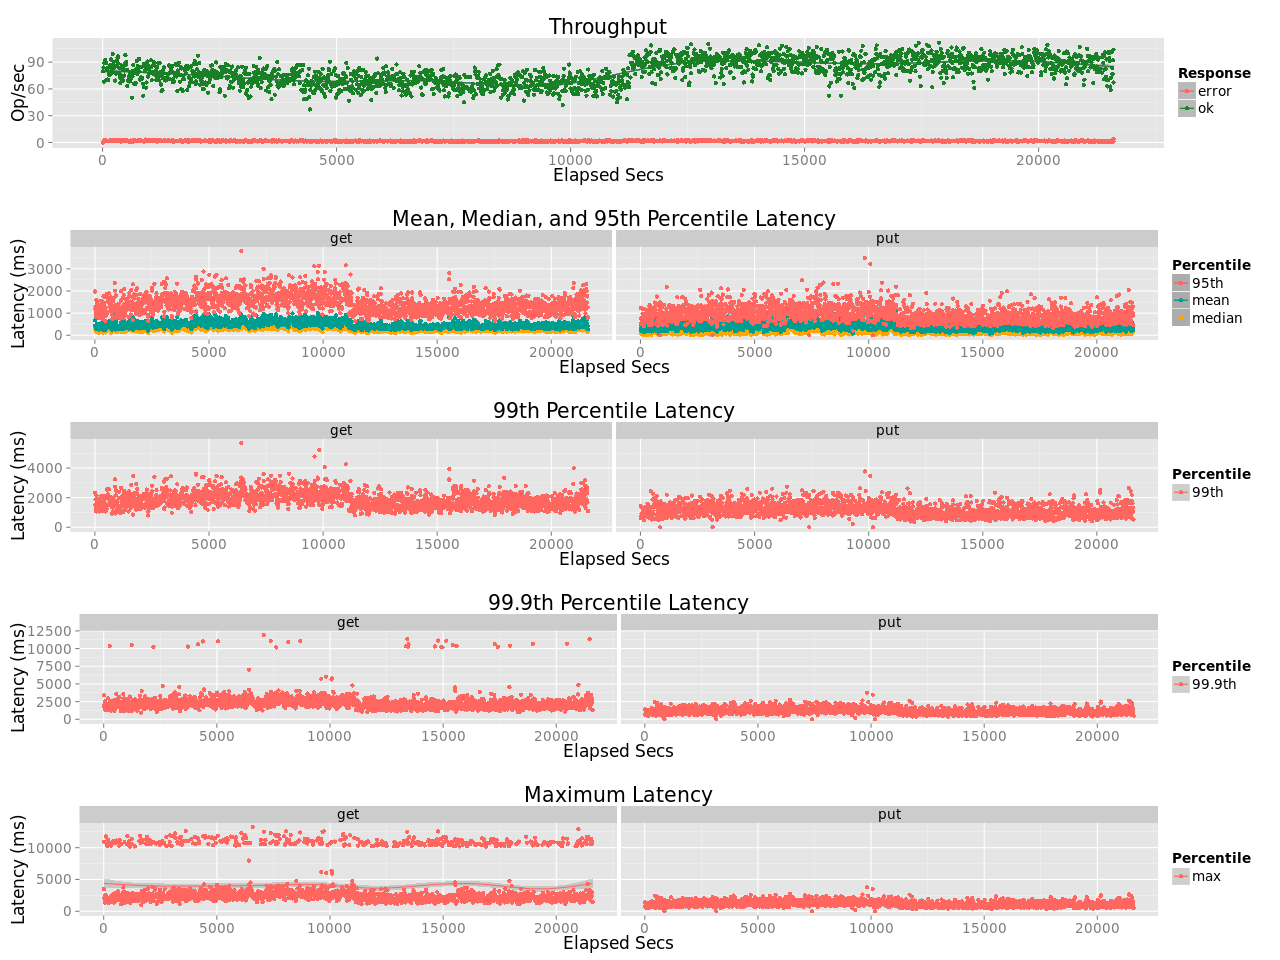 Throughput
Op/sec
90
60
30
0
0 5000 10000 15000 20000
Elapsed Secs
Response
error
ok
Mean, Median, and 95th Percentile Latency
get put
Latency (ms)
3000
2000
1000
0
0 5000 10000 15000 20000 0 5000 10000 15000 20000
Elapsed Secs
Percentile
95th
mean
median
99th Percentile Latency
get put
Latency (ms)
4000
2000
0
0 5000 10000 15000 20000 0 5000 10000 15000 20000
Elapsed Secs
Percentile
99th
99.9th Percentile Latency
get put
Latency (ms)
12500
10000
7500
5000
2500
0
0 5000 10000 15000 20000 0 5000 10000 15000 20000
Elapsed Secs
Percentile
99.9th
Maximum Latency
get put
Latency (ms)
10000
5000
0
0 5000 10000 15000 20000 0 5000 10000 15000 20000
Elapsed Secs
Percentile
max